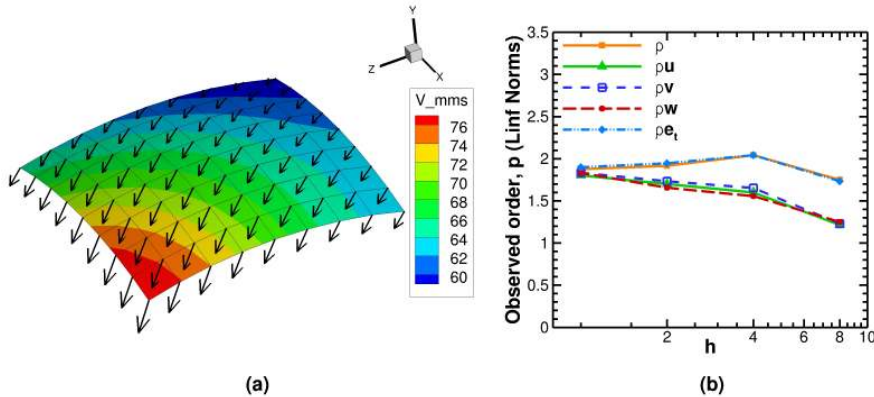 Y
Z
X
V_mms
76
74
72
70
68
66
64
62
60
(a)
Observed order, p (Linf Norms)
3.5
3
2.5
2
1.5
1
0.5
0
ρ
ρu
ρv
ρw
ρe_t
2
4
6
8
10
h
(b)